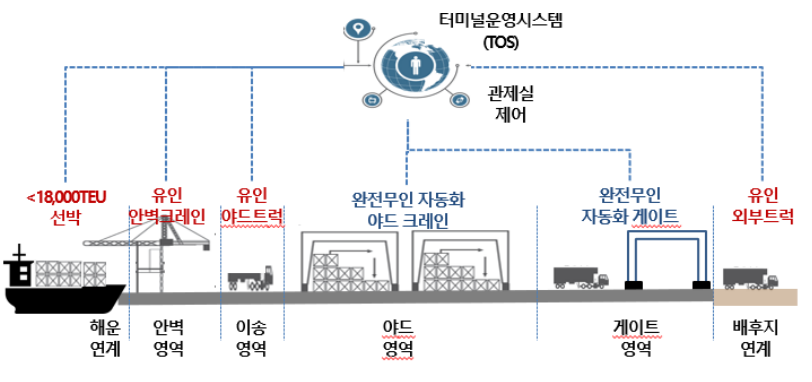 터미널운영시스템
(TOS)
관제실
제어
<18,000TEU
선박
유인
안벽크레인
유인
야드트럭
완전무인 자동화
야드 크레인
완전무인
자동화 게이트
유인
외부트럭
해운
연계
안벽
영역
이송
영역
야드
영역
게이트
영역
배후지
연계